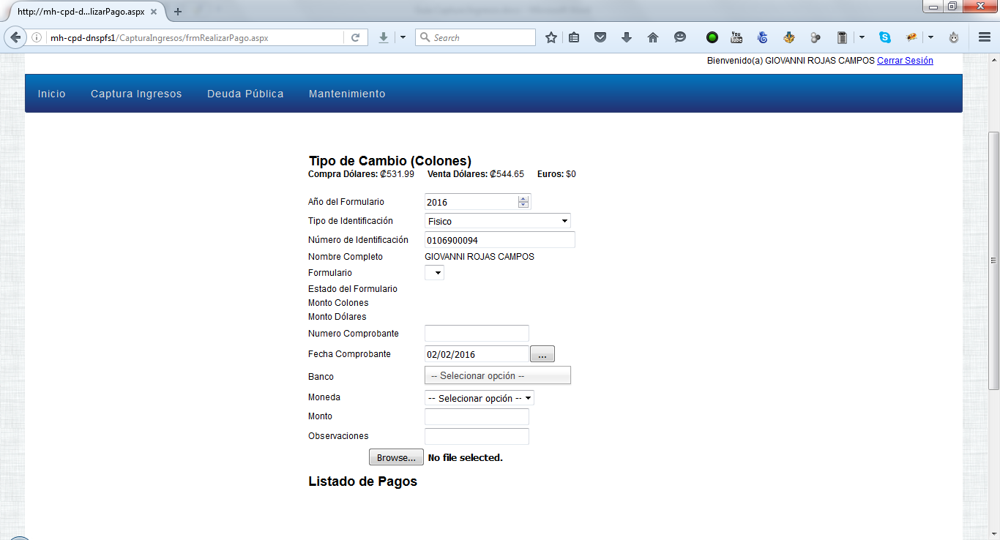 http://mh-cpd-d...lizarPago.aspx
mh-cpd-dnspfs1/CapturaIngresos/frmRealizarPago.aspx
Search
Bienvenido(a) GIOVANNI ROJAS CAMPOS Cerrar Sesión
Inicio Captura Ingresos Deuda Pública Mantenimiento
Tipo de Cambio (Colones)
Compra Dólares: ₡531.99 Venta Dólares: ₡544.65 Euros: $0
Año del Formulario 2016
Tipo de Identificación Fisico
Número de Identificación 0106900094
Nombre Completo GIOVANNI ROJAS CAMPOS
Formulario
Estado del Formulario
Monto Colones
Monto Dólares
Numero Comprobante
Fecha Comprobante 02/02/2016 ...
Banco -- Selecionar opción --
Moneda -- Selecionar opción --
Monto
Observaciones
Browse... No file selected.
Listado de Pagos